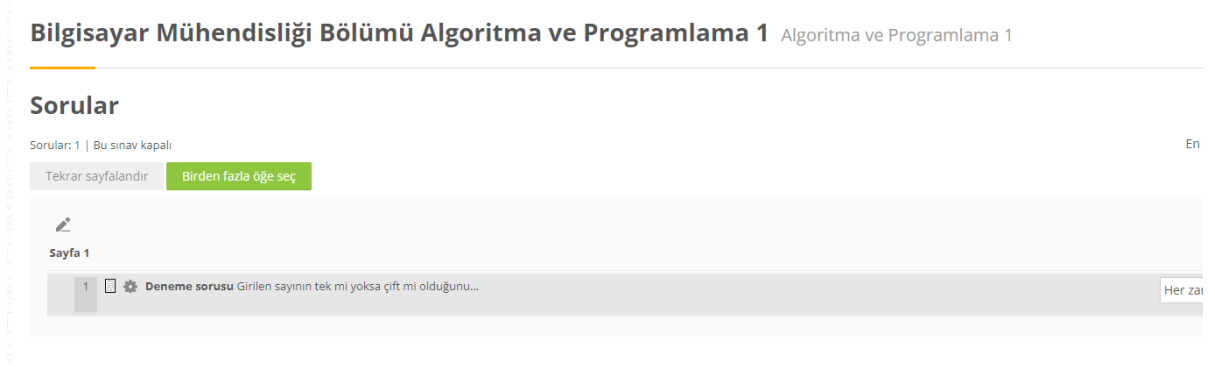 Bilgisayar Mühendisliği Bölümü Algoritma ve Programlama 1 Algoritma ve Programlama 1
Sorular
Sorular: 1 | Bu sınav kapalı
En
Tekrar sayfalandır Birden fazla öğe seç
Sayfa 1
1 Deneme sorusu Girilen sayının tek mi yoksa çift mi olduğunu...
Her zar